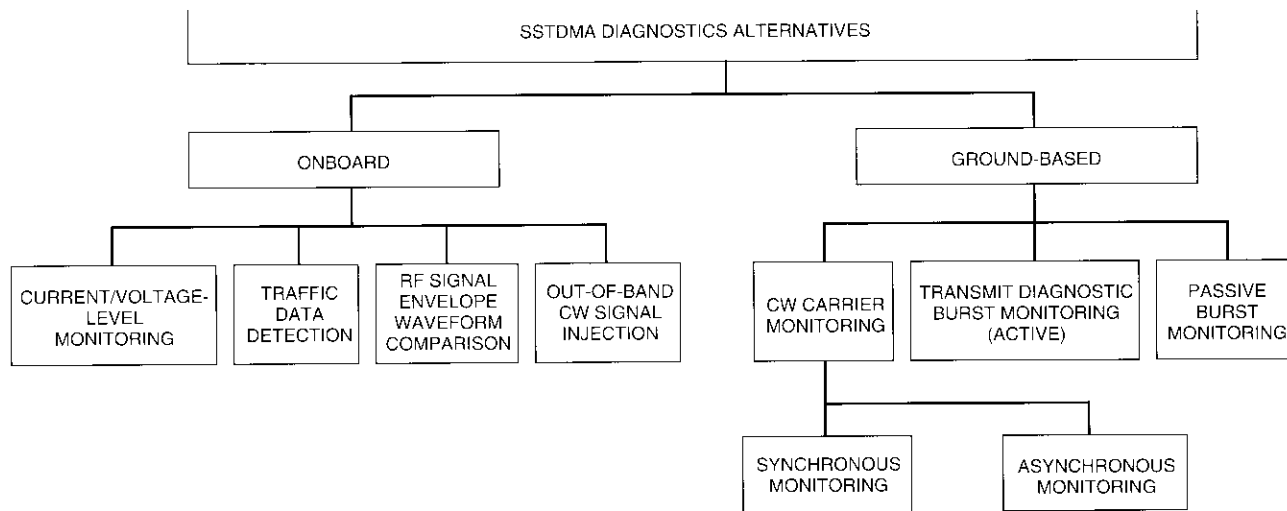 SSTDMA DIAGNOSTICS ALTERNATIVES
ONBOARD
GROUND-BASED
CURRENT/VOLTAGE-
LEVEL
MONITORING
TRAFFIC
DATA
DETECTION
RF SIGNAL
ENVELOPE
WAVEFORM
COMPARISON
OUT-OF-BAND
CW SIGNAL
INJECTION
CW CARRIER
MONITORING
TRANSMIT DIAGNOSTIC
BURST MONITORING
(ACTIVE)
PASSIVE
BURST
MONITORING
SYNCHRONOUS
MONITORING
ASYNCHRONOUS
MONITORING